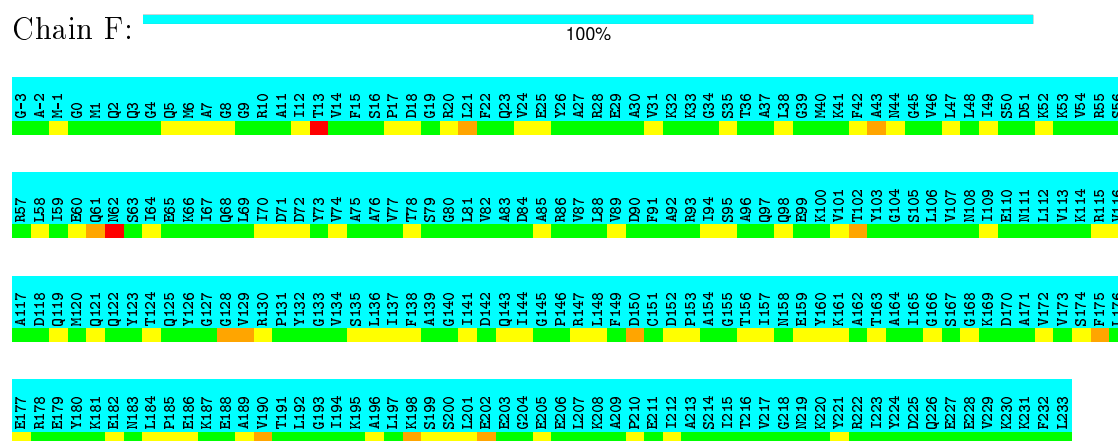 Chain F:
100%
G-3 A-2 M-1 G0 M1 Q2 Q3 G4 Q5 M6 A7 G8 G9 R10 A11 I12 T13 V14 F15 S16 P17 D18 G19 R20 L21 F22 Q23 V24 E25 Y26 A27 R28 E29 A30 V31 K32 K33 G34 S35 T36 A37 L38 G39 M40 K41 F42 A43 N44 G45 V46 L47 L48 I49 S50 D51 K52 K53 V54 R55 S56
R57 L58 I59 E60 Q61 N62 S63 I64 E65 K66 I67 Q68 L69 I70 D71 D72 Y73 V74 A75 A76 V77 T78 S79 G80 L81 V82 A83 D84 A85 R86 V87 L88 V89 D90 F91 A92 R93 I94 S95 A96 Q97 Q98 E99 K100 V101 T102 Y103 G104 S105 L106 V107 N108 I109 E110 N111 L112 V113 K114 R115 V116
A117 D118 Q119 M120 Q121 Q122 Y123 T124 Q125 Y126 G127 G128 V129 R130 P131 Y132 G133 V134 S135 L136 I137 F138 A139 G140 I141 D142 Q143 I144 G145 P146 R147 L148 F149 D150 C151 D152 P153 A154 G155 T156 I157 N158 E159 Y160 K161 A162 T163 A164 I165 G166 S167 G168 K169 D170 A171 V172 V173 S174 F175 L176
E177 R178 E179 Y180 K181 E182 N183 L184 P185 E186 K187 E188 A189 V190 T191 L192 G193 I194 K195 A196 L197 K198 S199 S200 L201 E202 E203 G204 E205 E206 L207 K208 A209 P210 E211 I212 A213 S214 I215 T216 V217 G218 N219 K220 Y221 R222 I223 Y224 D225 Q226 E227 E228 V229 K230 K231 F232 L233